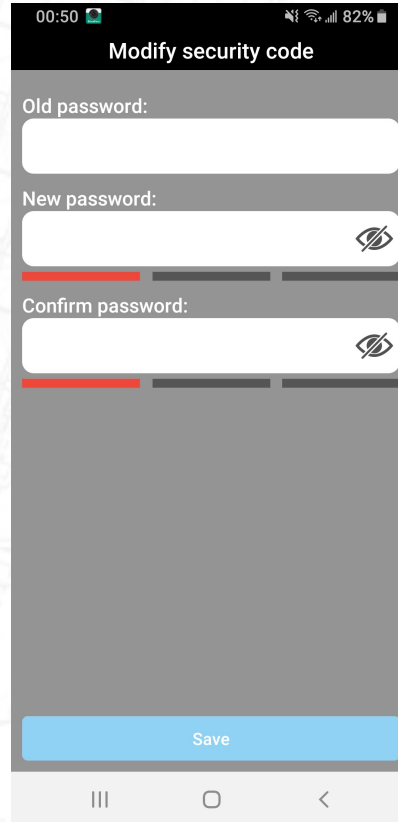 00:50 82%
Modify security code
Old password:
New password:
Confirm password:
Save